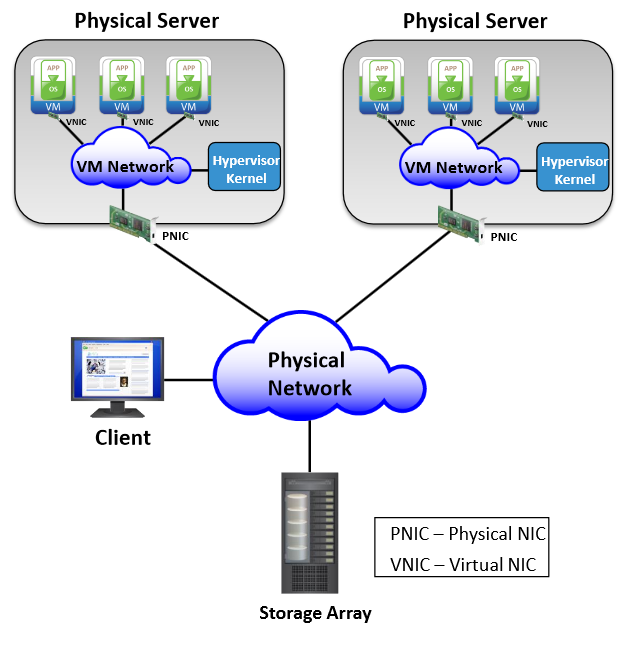 Physical Server
Physical Server
APP
APP
APP
OS
OS
OS
VM
VM
VM
VNIC
VNIC
VNIC
VM Network
Hypervisor
Kernel
PNIC
APP
APP
APP
OS
OS
OS
VM
VM
VM
VNIC
VNIC
VNIC
VM Network
Hypervisor
Kernel
PNIC
Physical
Network
Client
Storage Array
PNIC – Physical NIC
VNIC – Virtual NIC